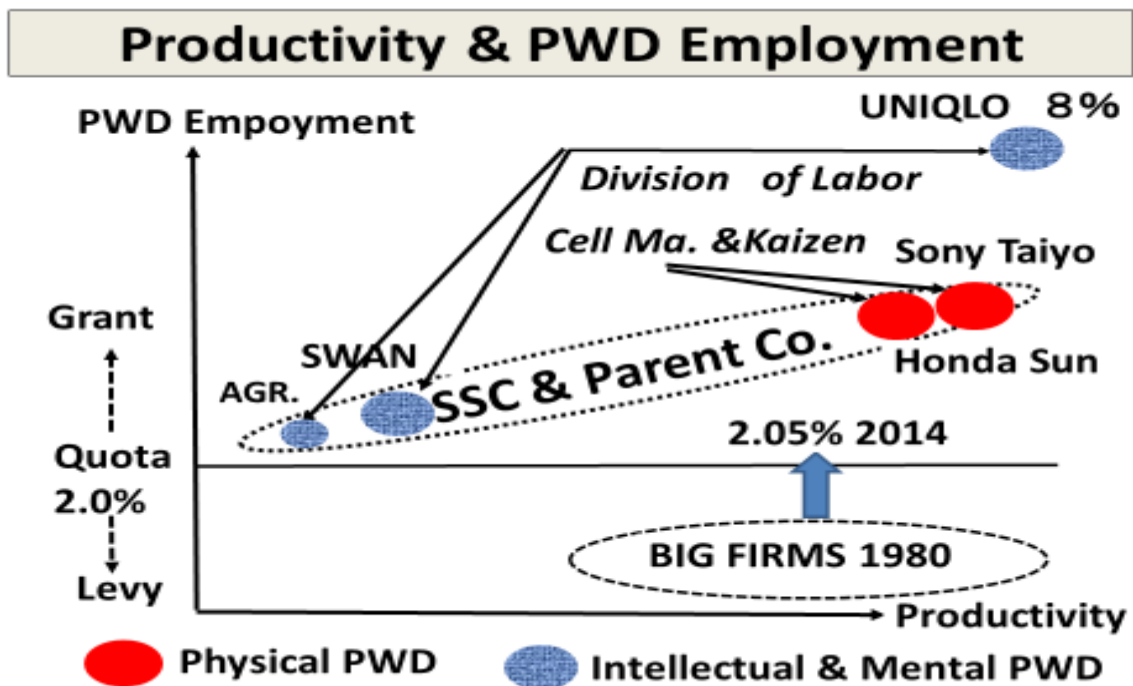 Productivity & PWD Employment
UNIQLO 8%
PWD Empoyment
Division of Labor
Cell Ma. &Kaizen
Sony Taiyo
Grant
SWAN
SSC & Parent Co.
Honda Sun
AGR.
2.05% 2014
Quota
2.0%
BIG FIRMS 1980
Levy
Productivity
Physical PWD
Intellectual & Mental PWD